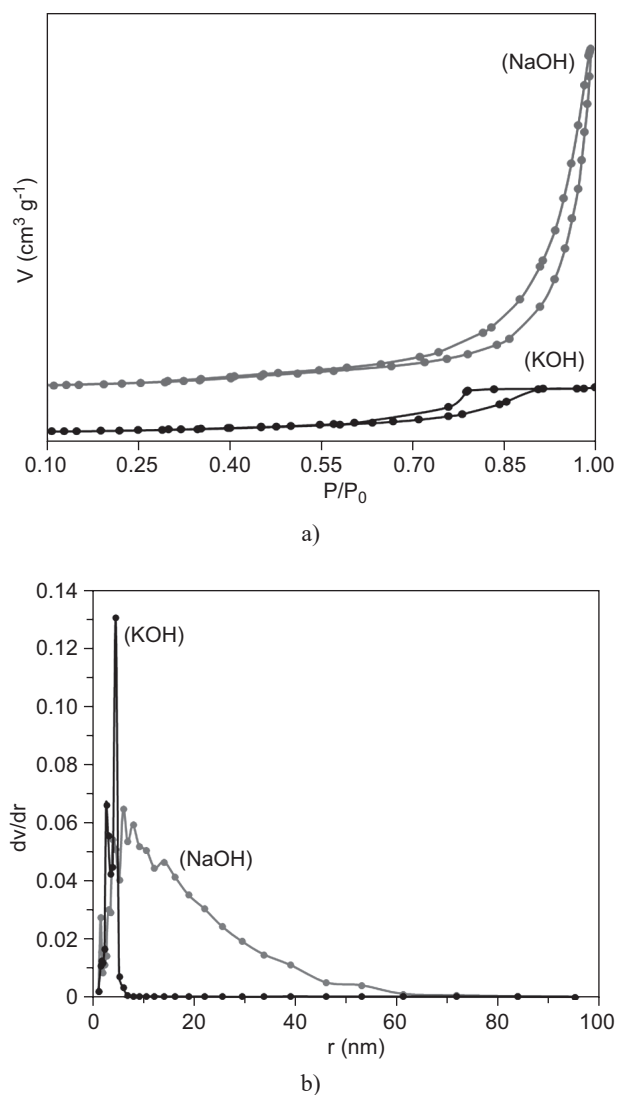 (NaOH)
V (cm³ g⁻¹)
(KOH)
0.10 0.25 0.40 0.55 0.70 0.85 1.00
P/P₀
a)
0.14
(KOH)
0.12
0.10
0.08
dv/dr
0.06
(NaOH)
0.04
0.02
0
0 20 40 60 80 100
r (nm)
b)